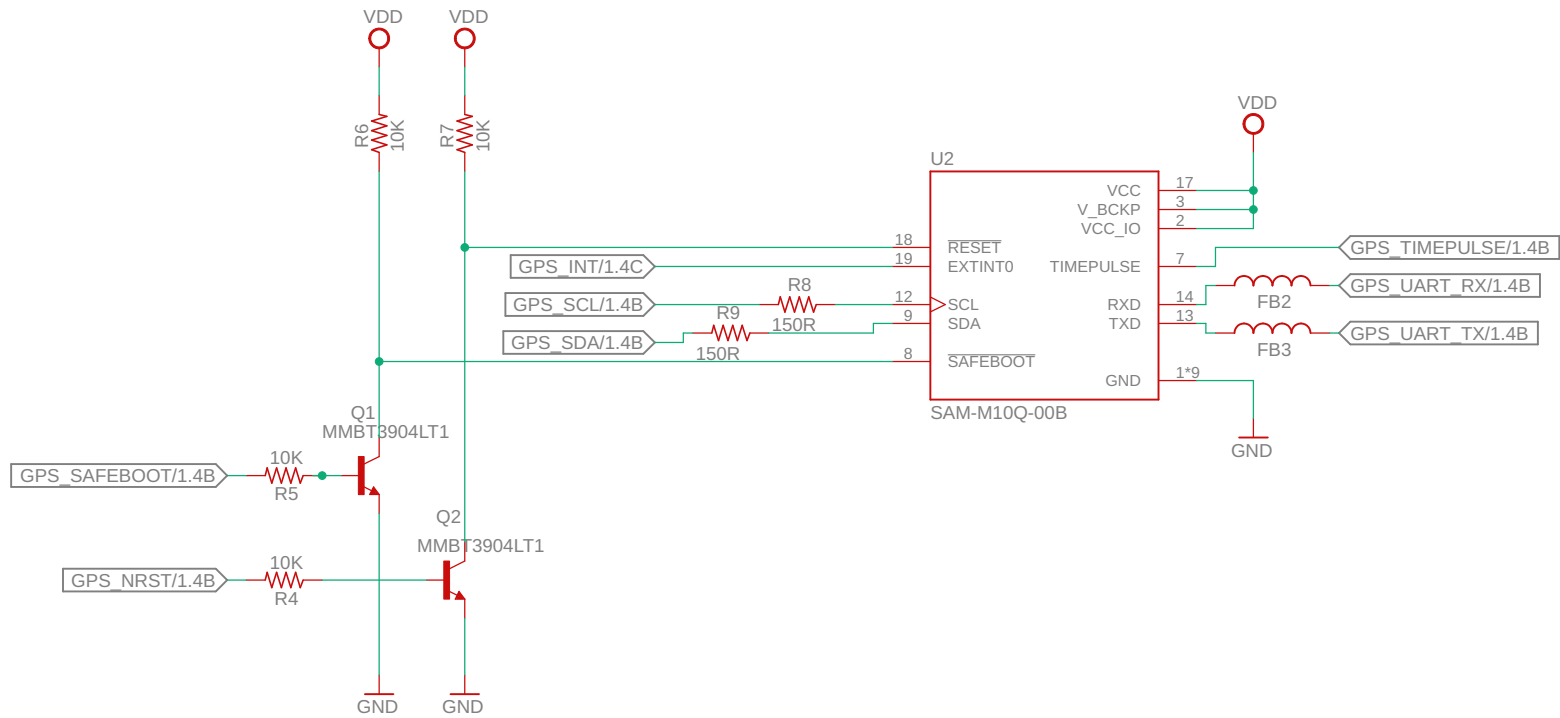 VDD
VDD
R6
10K
R7
10K
VDD
U2
VCC
17
V_BCKP
3
VCC_IO
2
18
RESET
GPS_TIMEPULSE/1.4B
GPS_INT/1.4C
19
EXTINT0
TIMEPULSE
7
R8
GPS_UART_RX/1.4B
GPS_SCL/1.4B
12
SCL
RXD
14
FB2
R9
150R
9
SDA
TXD
13
GPS_SDA/1.4B
GPS_UART_TX/1.4B
150R
8
SAFEBOOT
FB3
GND
1*9
Q1
SAM-M10Q-00B
MMBT3904LT1
GND
10K
GPS_SAFEBOOT/1.4B
R5
Q2
MMBT3904LT1
10K
GPS_NRST/1.4B
R4
GND
GND